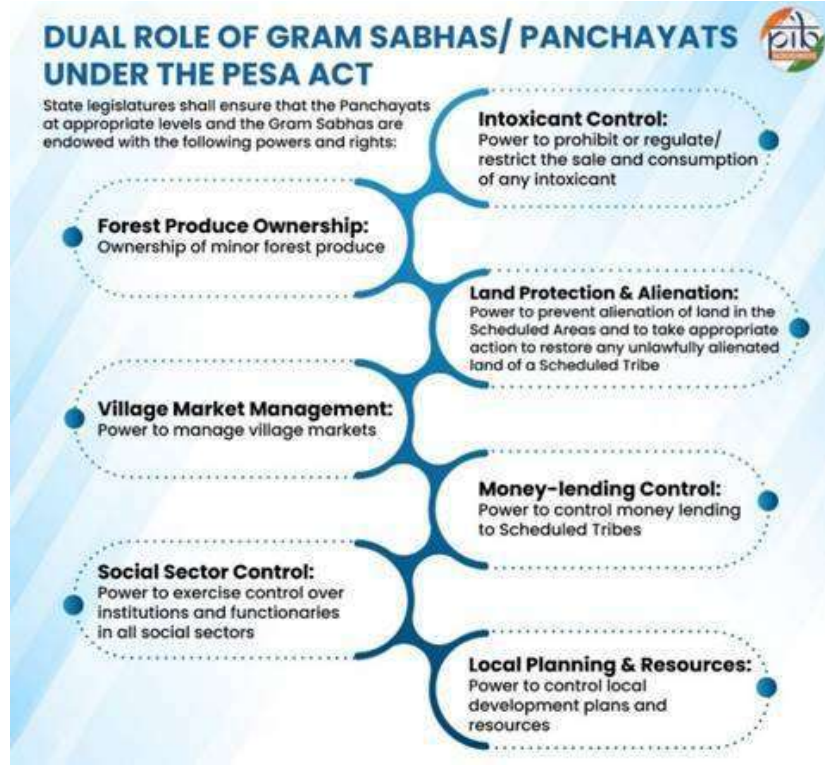 DUAL ROLE OF GRAM SABHAS/ PANCHAYATS
UNDER THE PESA ACT
pib
State legislatures shall ensure that the Panchayats
at appropriate levels and the Gram Sabhas are
endowed with the following powers and rights:
Intoxicant Control:
Power to prohibit or regulate/
restrict the sale and consumption
of any intoxicant
Forest Produce Ownership:
Ownership of minor forest produce
Land Protection & Alienation:
Power to prevent alienation of land in the
Scheduled Areas and to take appropriate
action to restore any unlawfully alienated
land of a Scheduled Tribe
Village Market Management:
Power to manage village markets
Money-lending Control:
Power to control money lending
to Scheduled Tribes
Social Sector Control:
Power to exercise control over
institutions and functionaries
in all social sectors
Local Planning & Resources:
Power to control local
development plans and
resources